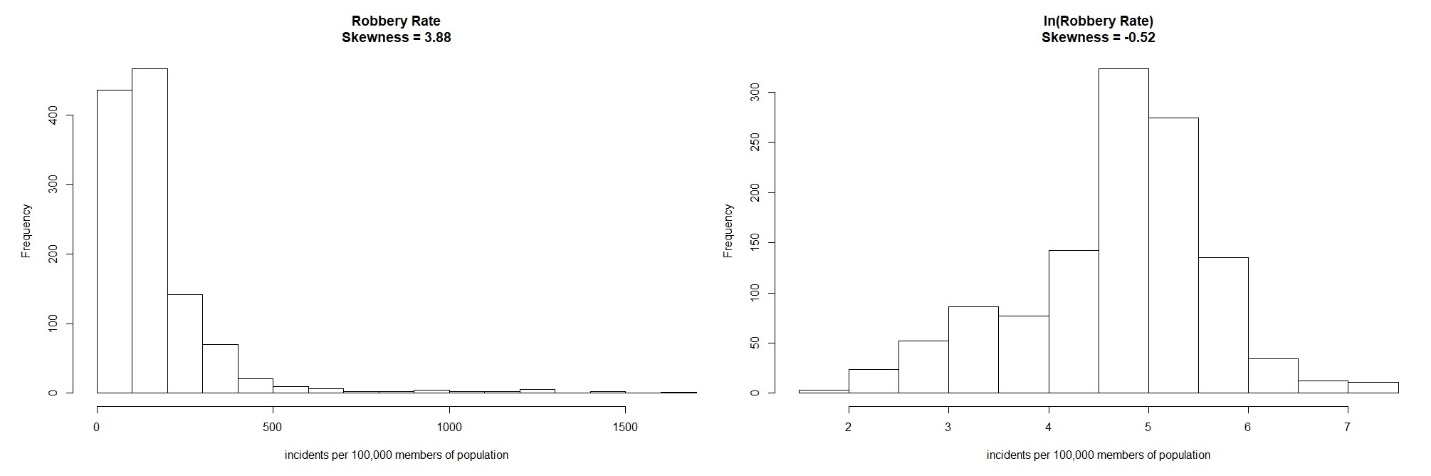 Robbery Rate
Skewness = 3.88
Frequency
400
300
200
100
0
0 500 1000 1500
incidents per 100,000 members of population
ln(Robbery Rate)
Skewness = -0.52
Frequency
300
250
200
150
100
50
0
2 3 4 5 6 7
incidents per 100,000 members of population